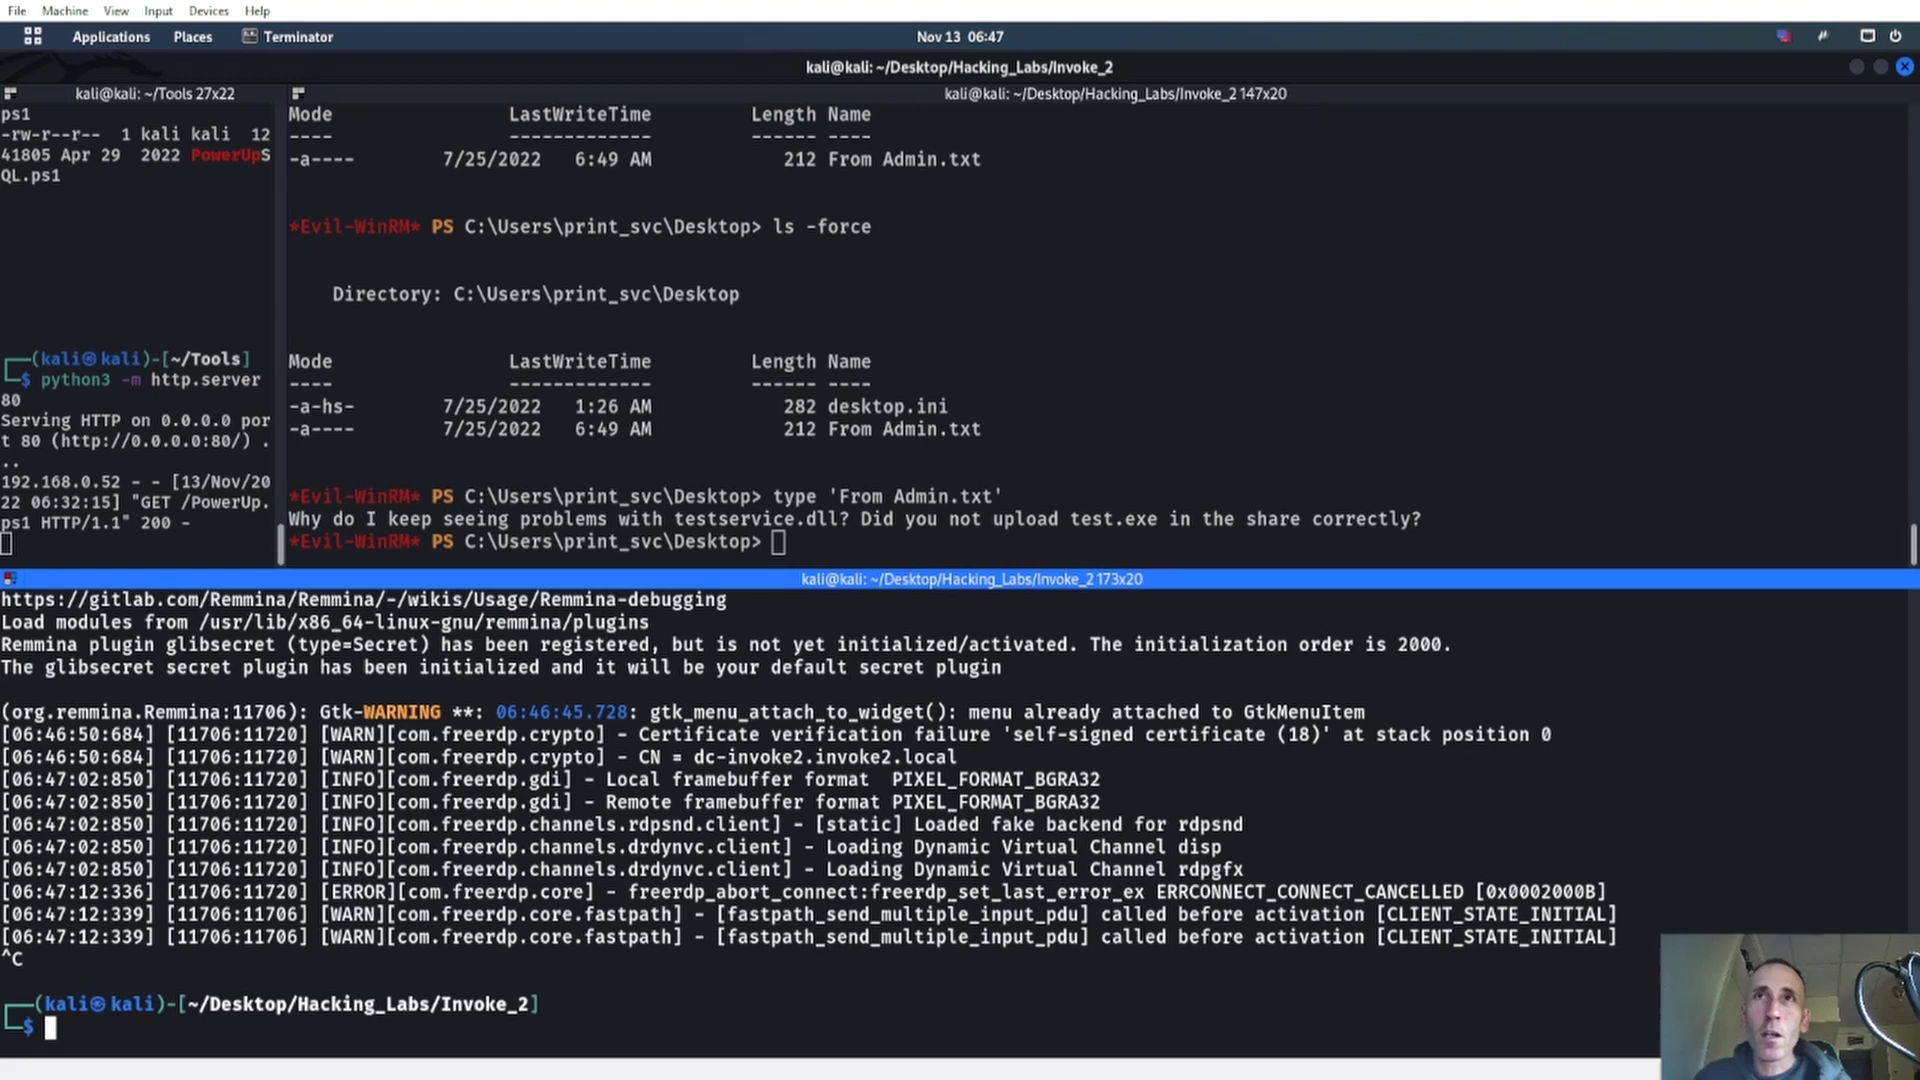 File Machine View Input Devices Help
Applications Places Terminator Nov 13 06:47
kali@kali: ~/Desktop/Hacking_Labs/Invoke_2
kali@kali: ~/Tools 27x22
ps1
-rw-r--r-- 1 kali kali 12
41805 Apr 29 2022 PowerUpS
QL.ps1
┌──(kali㉿kali)-[~/Tools]
└─$ python3 -m http.server
80
Serving HTTP on 0.0.0.0 por
t 80 (http://0.0.0.0:80/) .
..
192.168.0.52 - - [13/Nov/20
22 06:32:15] "GET /PowerUp.
ps1 HTTP/1.1" 200 -
kali@kali: ~/Desktop/Hacking_Labs/Invoke_2 147x20
Mode LastWriteTime Length Name
---- ------------- ------ ----
-a---- 7/25/2022 6:49 AM 212 From Admin.txt
*Evil-WinRM* PS C:\Users\print_svc\Desktop> ls -force
Directory: C:\Users\print_svc\Desktop
Mode LastWriteTime Length Name
---- ------------- ------ ----
-a-hs- 7/25/2022 1:26 AM 282 desktop.ini
-a---- 7/25/2022 6:49 AM 212 From Admin.txt
*Evil-WinRM* PS C:\Users\print_svc\Desktop> type 'From Admin.txt'
Why do I keep seeing problems with testservice.dll? Did you not upload test.exe in the share correctly?
*Evil-WinRM* PS C:\Users\print_svc\Desktop>
kali@kali: ~/Desktop/Hacking_Labs/Invoke_2 173x20
https://gitlab.com/Remmina/Remmina/-/wikis/Usage/Remmina-debugging
Load modules from /usr/lib/x86_64-linux-gnu/remmina/plugins
Remmina plugin glibsecret (type=Secret) has been registered, but is not yet initialized/activated. The initialization order is 2000.
The glibsecret secret plugin has been initialized and it will be your default secret plugin
(org.remmina.Remmina:11706): Gtk-WARNING **: 06:46:45.728: gtk_menu_attach_to_widget(): menu already attached to GtkMenuItem
[06:46:50:684] [11706:11720] [WARN][com.freerdp.crypto] - Certificate verification failure 'self-signed certificate (18)' at stack position 0
[06:46:50:684] [11706:11720] [WARN][com.freerdp.crypto] - CN = dc-invoke2.invoke2.local
[06:47:02:850] [11706:11720] [INFO][com.freerdp.gdi] - Local framebuffer format PIXEL_FORMAT_BGRA32
[06:47:02:850] [11706:11720] [INFO][com.freerdp.gdi] - Remote framebuffer format PIXEL_FORMAT_BGRA32
[06:47:02:850] [11706:11720] [INFO][com.freerdp.channels.rdpsnd.client] - [static] Loaded fake backend for rdpsnd
[06:47:02:850] [11706:11720] [INFO][com.freerdp.channels.drdynvc.client] - Loading Dynamic Virtual Channel disp
[06:47:02:850] [11706:11720] [INFO][com.freerdp.channels.drdynvc.client] - Loading Dynamic Virtual Channel rdpgfx
[06:47:12:336] [11706:11720] [ERROR][com.freerdp.core] - freerdp_abort_connect:freerdp_set_last_error_ex ERRCONNECT_CONNECT_CANCELLED [0x0002000B]
[06:47:12:339] [11706:11706] [WARN][com.freerdp.core.fastpath] - [fastpath_send_multiple_input_pdu] called before activation [CLIENT_STATE_INITIAL]
[06:47:12:339] [11706:11706] [WARN][com.freerdp.core.fastpath] - [fastpath_send_multiple_input_pdu] called before activation [CLIENT_STATE_INITIAL]
^C
┌──(kali㉿kali)-[~/Desktop/Hacking_Labs/Invoke_2]
└─$